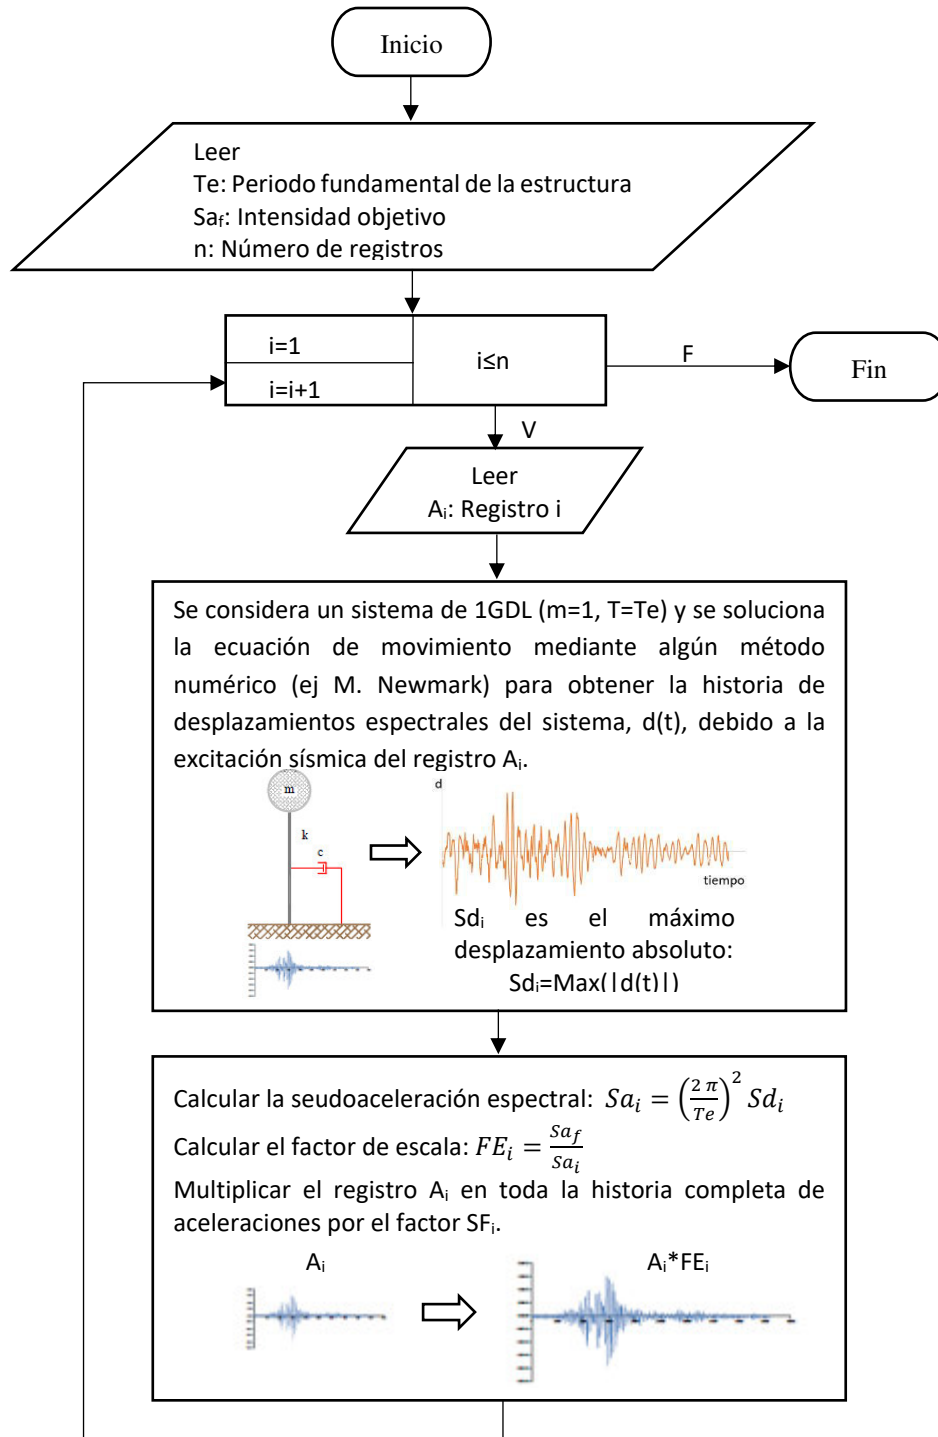 Inicio
Leer
Te: Periodo fundamental de la estructura
Saf: Intensidad objetivo
n: Número de registros
i=1
i≤n
i=i+1
F
Fin
V
Leer
Ai: Registro i
Se considera un sistema de 1GDL (m=1, T=Te) y se soluciona
la ecuación de movimiento mediante algún método
numérico (ej M. Newmark) para obtener la historia de
desplazamientos espectrales del sistema, d(t), debido a la
excitación sísmica del registro Ai.
m
k
c
d
tiempo
Sdi es el máximo
desplazamiento absoluto:
Sdi=Max(|d(t)|)
Calcular la seudoaceleración espectral: Sai = (2 π / Te)² Sdi
Calcular el factor de escala: FEi = Saf / Sai
Multiplicar el registro Ai en toda la historia completa de
aceleraciones por el factor SFi.
Ai
Ai*FEi